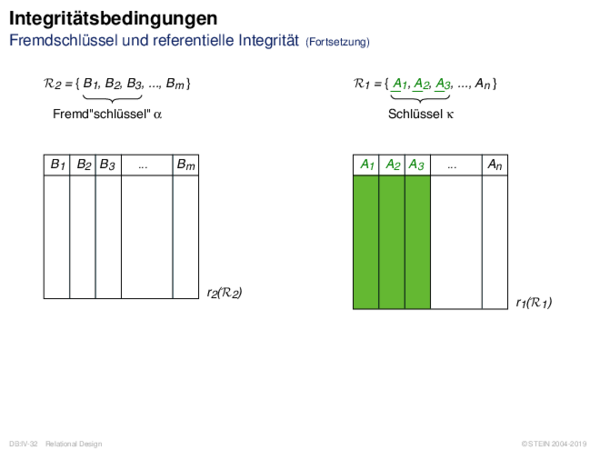 Integritätsbedingungen
Fremdschlüssel und referentielle Integrität (Fortsetzung)
ℛ2 = { B1, B2, B3, ..., Bm}
ℛ1 = { A1, A2, A3, ..., An}
Fremd"schlüssel" α
Schlüssel κ
B1 B2 B3 ... Bm
A1 A2 A3 ... An
r2(ℛ2)
r1(ℛ1)
DB:IV-32 Relational Design
© STEIN 2004-2019